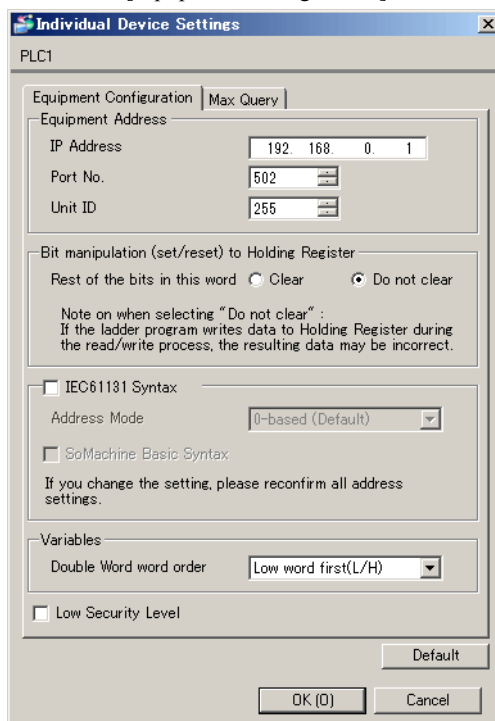 Individual Device Settings
PLC1
Equipment Configuration Max Query
Equipment Address
IP Address 192. 168. 0. 1
Port No. 502
Unit ID 255
Bit manipulation (set/reset) to Holding Register
Rest of the bits in this word Clear Do not clear
Note on when selecting "Do not clear" :
If the ladder program writes data to Holding Register during
the read/write process, the resulting data may be incorrect.
IEC61131 Syntax
Address Mode 0-based (Default)
SoMachine Basic Syntax
If you change the setting, please reconfirm all address
settings.
Variables
Double Word word order Low word first(L/H)
Low Security Level
Default
OK (O) Cancel